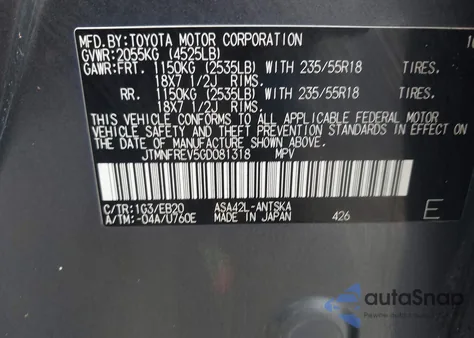 MFD.BY:TOYOTA MOTOR CORPORATION
GVWR:2055KG (4525LB)
GAWR:FRT. 1150KG (2535LB) WITH 235/55R18 TIRES.
18X7 1/2J RIMS.
RR. 1150KG (2535LB) WITH 235/55R18 TIRES.
18X7 1/2J RIMS.
THIS VEHICLE CONFORMS TO ALL APPLICABLE FEDERAL MOTOR
VEHICLE SAFETY AND THEFT PREVENTION STANDARDS IN EFFECT ON
THE DATE OF MANUFACTURE SHOWN ABOVE.
JTMNFREV5GD081318 MPV
C/TR:1G3/EB20 ASA42L-ANTSKA
A/TM:-04A/U760E MADE IN JAPAN 426 E
autoSnap